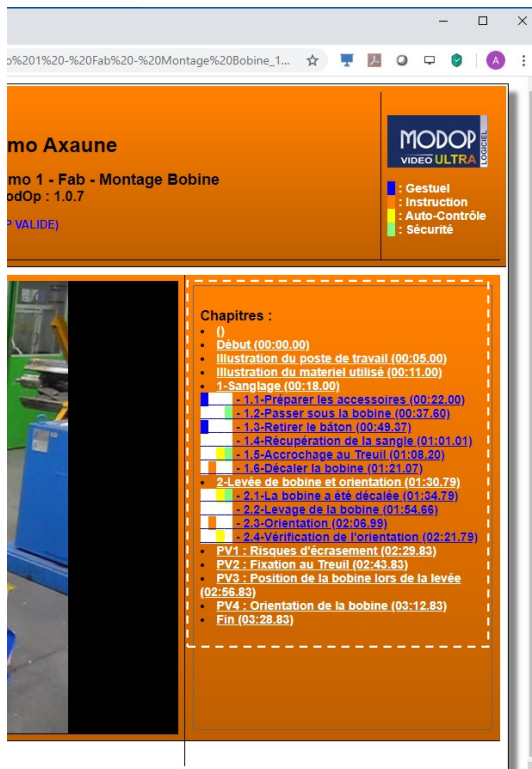 o%201%20-%20Fab%20-%20Montage%20Bobine_1...
A
mo Axaune
MODOP
VIDEO ULTRA
LOGICIEL
mo 1 - Fab - Montage Bobine
odOp : 1.0.7
P VALIDE)
: Gestuel
: Instruction
: Auto-Contrôle
: Sécurité
Chapitres :
• ()
• Début (00:00.00)
• Illustration du poste de travail (00:05.00)
• Illustration du materiel utilisé (00:11.00)
• 1-Sanglage (00:18.00)
- 1.1-Préparer les accessoires (00:22.00)
- 1.2-Passer sous la bobine (00:37.60)
- 1.3-Retirer le bâton (00:49.37)
- 1.4-Récupération de la sangle (01:01.01)
- 1.5-Accrochage au Treuil (01:08.20)
- 1.6-Décaler la bobine (01:21.07)
• 2-Levée de bobine et orientation (01:30.79)
- 2.1-La bobine a été décalée (01:34.79)
- 2.2-Levage de la bobine (01:54.66)
- 2.3-Orientation (02:06.99)
- 2.4-Vérification de l'orientation (02:21.79)
• PV1 : Risques d'écrasement (02:29.83)
• PV2 : Fixation au Treuil (02:43.83)
• PV3 : Position de la bobine lors de la levée
(02:56.83)
• PV4 : Orientation de la bobine (03:12.83)
• Fin (03:28.83)